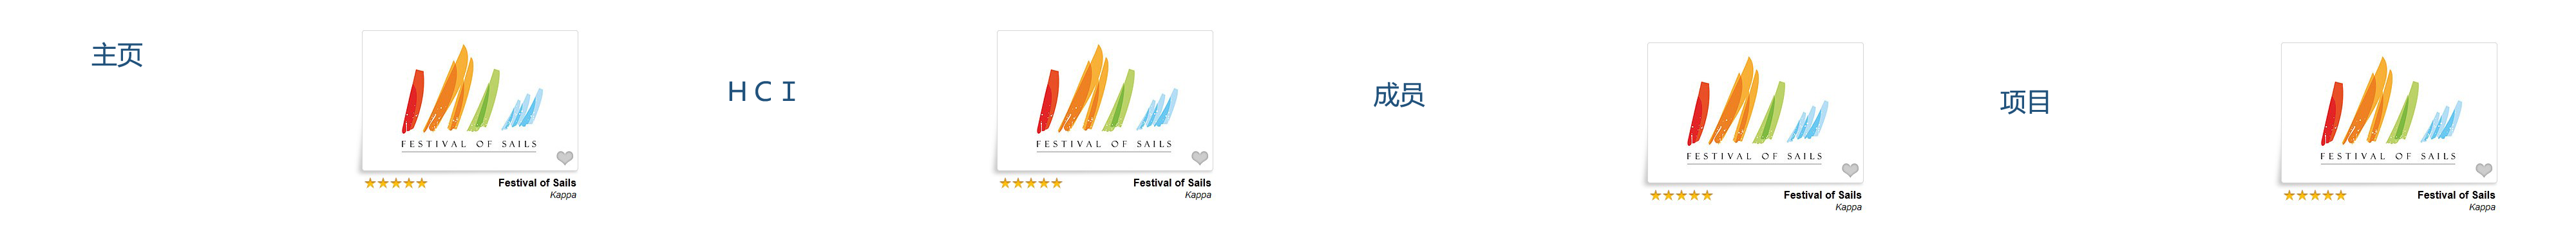 主页
FESTIVAL OF SAILS
Festival of Sails
Kappa
HCI
FESTIVAL OF SAILS
Festival of Sails
Kappa
成员
FESTIVAL OF SAILS
Festival of Sails
Kappa
项目
FESTIVAL OF SAILS
Festival of Sails
Kappa